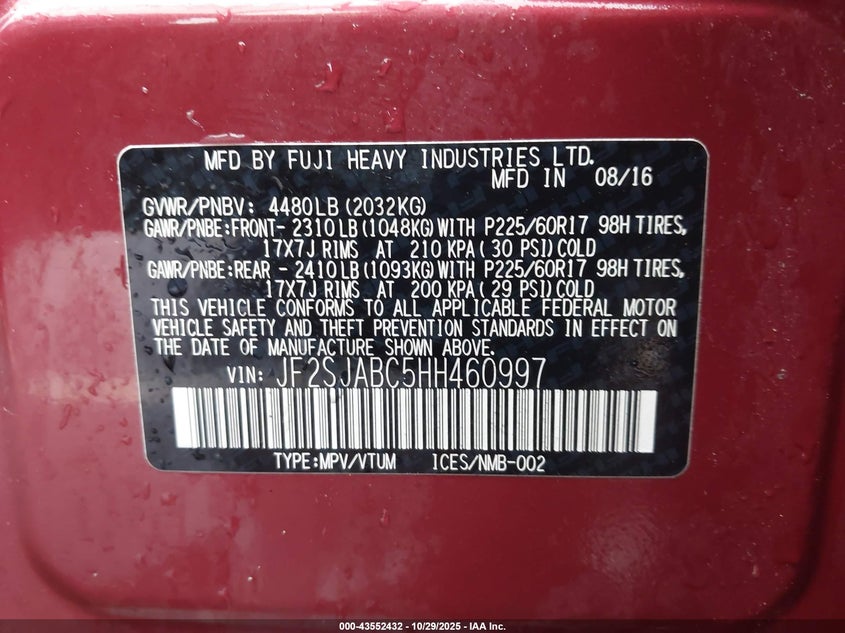 MFD BY FUJI HEAVY INDUSTRIES LTD.
MFD IN 08/16
GVWR/PNBV: 4480LB(2032KG)
GAWR/PNBE:FRONT- 2310LB(1048KG)WITH P225/60R17 98H TIRES,
17X7J RIMS AT 210 KPA( 30 PSI)COLD
GAWR/PNBE:REAR - 2410LB(1093KG)WITH P225/60R17 98H TIRES,
17X7J RIMS AT 200 KPA( 29 PSI)COLD
THIS VEHICLE CONFORMS TO ALL APPLICABLE FEDERAL MOTOR
VEHICLE SAFETY AND THEFT PREVENTION STANDARDS IN EFFECT ON
THE DATE OF MANUFACTURE SHOWN ABOVE.
VIN: JF2SJABC5HH460997
TYPE:MPV/VTUM ICES/NMB-002
000-43552432 - 10/29/2025 - IAA Inc.